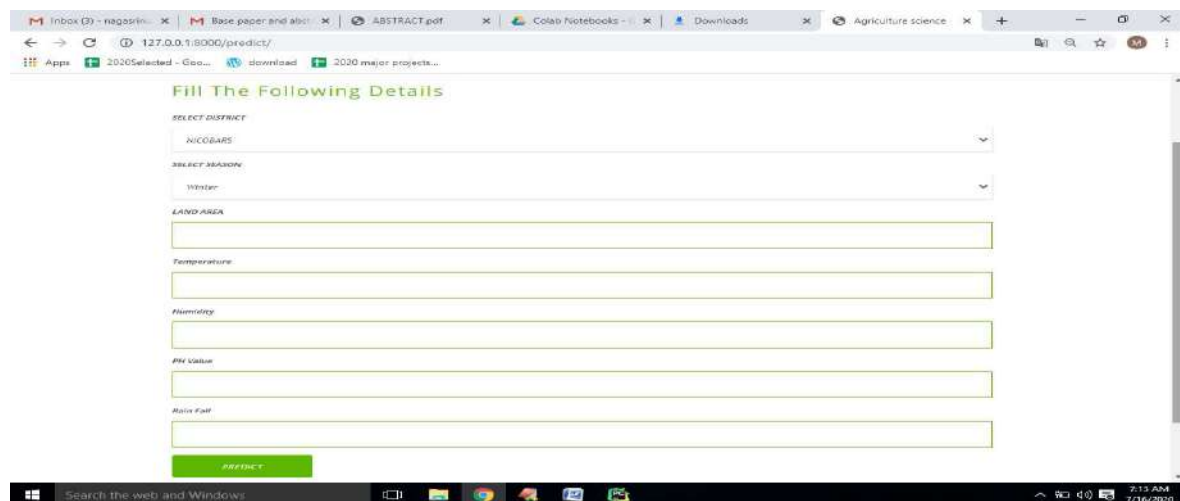 Inbox (3) - nagasrin... Base paper and abst ABSTRACT.pdf Colab Notebooks - Downloads Agriculture science
127.0.0.1:8000/predict/
Apps 2020Selected - Goo... download 2020 major projects...
Fill The Following Details
SELECT DISTRICT
NICOBARS
SELECT SEASON
Winter
LAND AREA
Temperature
Humidity
PH Value
Rain Fall
PREDICT
Search the web and Windows
7:15 AM
7/16/2020